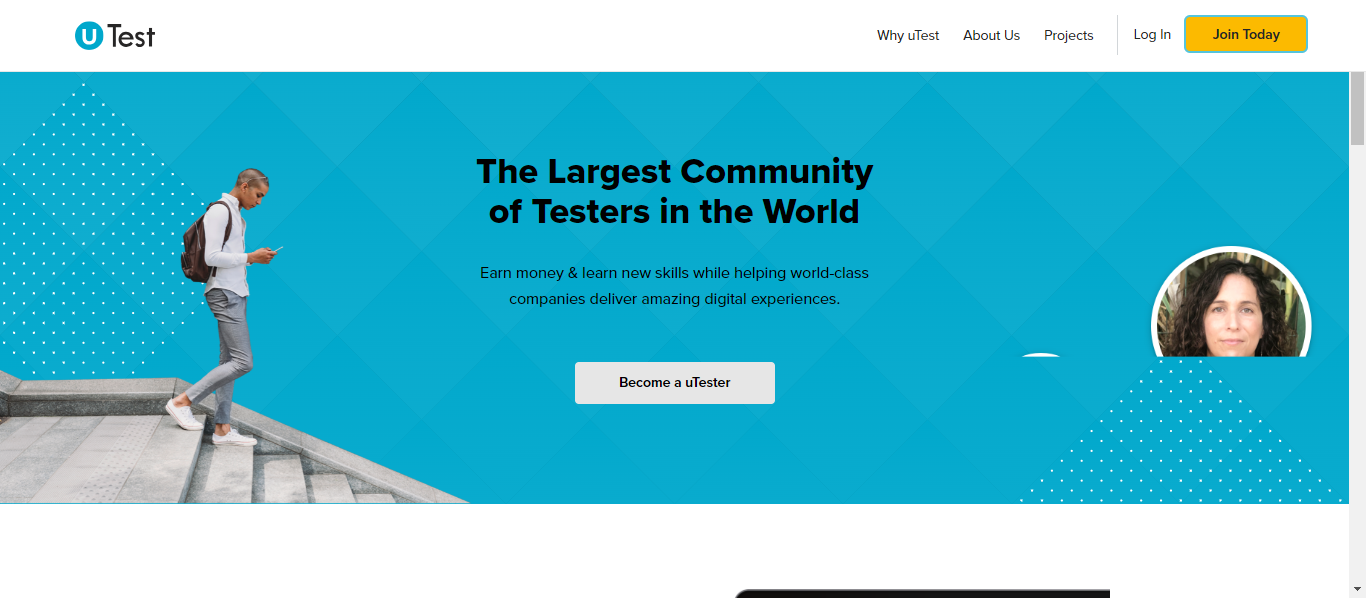 uTest
Why uTest
About Us
Projects
Log In
Join Today
The Largest Community
of Testers in the World
Earn money & learn new skills while helping world-class
companies deliver amazing digital experiences.
Become a uTester